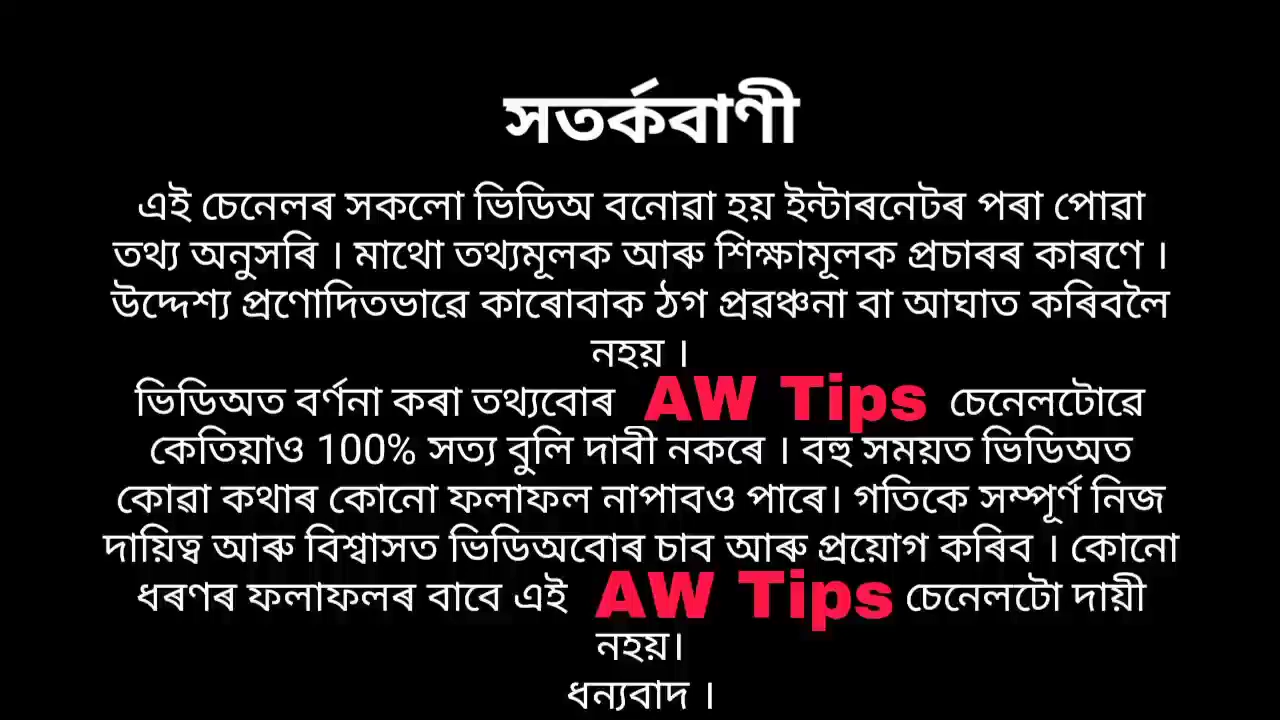 সতৰ্কবাণী
এই চেনেলৰ সকলো ভিডিঅ বনোৱা হয় ইন্টাৰনেটৰ পৰা পোৱা
তথ্য অনুসৰি । মাথো তথ্যমূলক আৰু শিক্ষামূলক প্ৰচাৰৰ কাৰণে ।
উদ্দেশ্য প্ৰণোদিতভাৱে কাৰোবাক ঠগ প্ৰৱঞ্চনা বা আঘাত কৰিবলৈ
নহয় ।
ভিডিঅত বৰ্ণনা কৰা তথ্যবোৰ AW Tips চেনেলটোৱে
কেতিয়াও 100% সত্য বুলি দাবী নকৰে । বহু সময়ত ভিডিঅত
কোৱা কথাৰ কোনো ফলাফল নাপাবও পাৰে। গতিকে সম্পূৰ্ণ নিজ
দায়িত্ব আৰু বিশ্বাসত ভিডিঅবোৰ চাব আৰু প্ৰয়োগ কৰিব । কোনো
ধৰণৰ ফলাফলৰ বাবে এই AW Tips চেনেলটো দায়ী
নহয়।
ধন্যবাদ ।